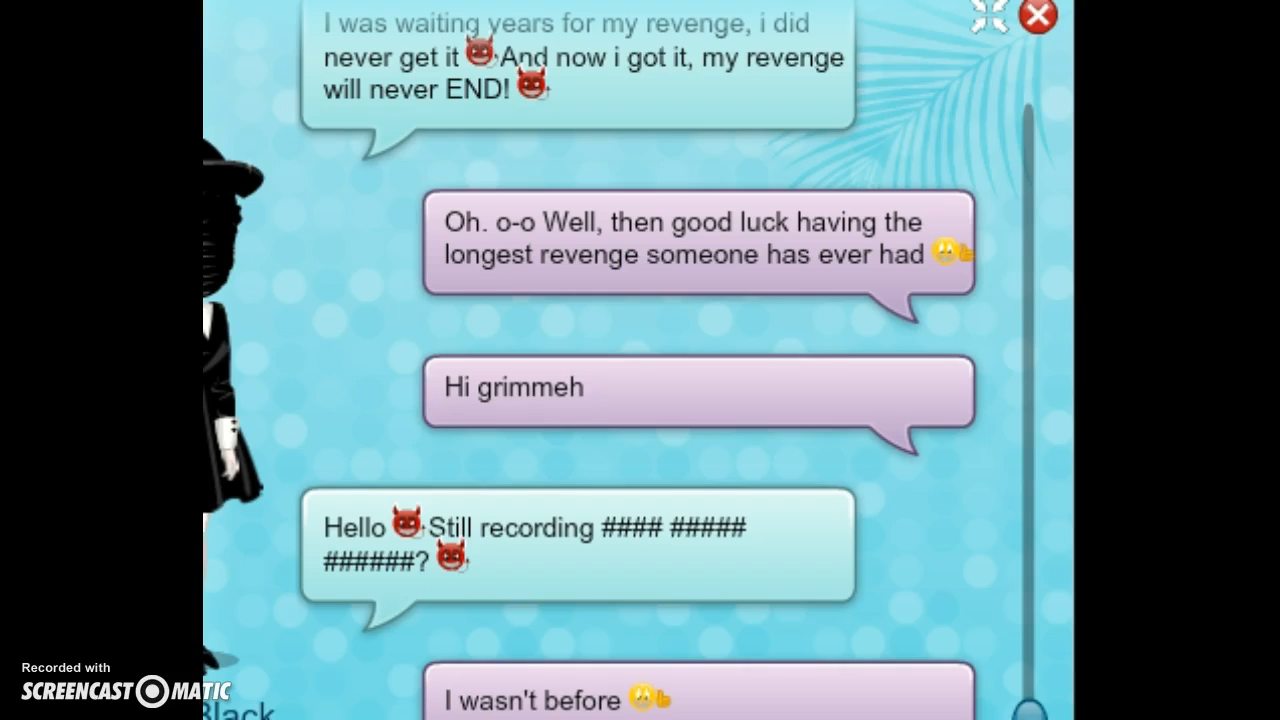 I was waiting years for my revenge, i did
never get it And now i got it, my revenge
will never END!
Oh. o-o Well, then good luck having the
longest revenge someone has ever had
Hi grimmeh
Hello Still recording #### #####
######?
I wasn't before
Recorded with
SCREENCAST MATIC
Black